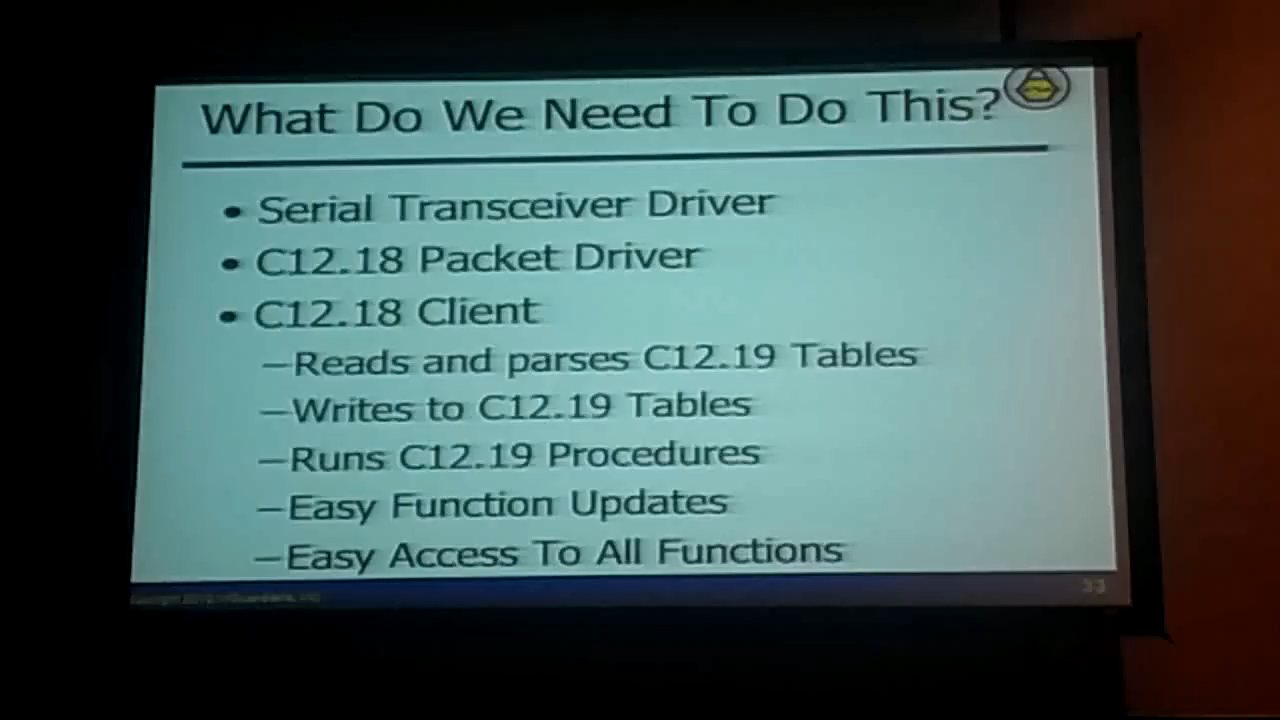 What Do We Need To Do This?
• Serial Transceiver Driver
• C12.18 Packet Driver
• C12.18 Client
–Reads and parses C12.19 Tables
–Writes to C12.19 Tables
–Runs C12.19 Procedures
–Easy Function Updates
–Easy Access To All Functions
33